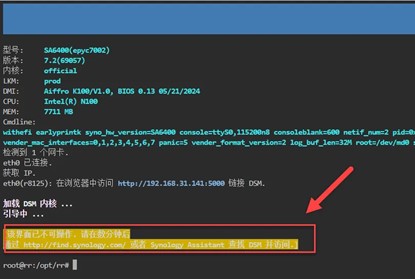 型号: SA6400(epyc7002)
版本: 7.2(69057)
内核: official
LKM: prod
DMI: Aiffro K100/V1.0, BIOS 0.13 05/21/2024
CPU: Intel(R) N100
MEM: 7711 MB
Cmdline:
withefi earlyprintk syno_hw_version=SA6400 console=ttyS0,115200n8 consoleblank=600 netif_num=2 pid=0
vender_mac_interfaces=0,1,2,3,4,5,6,7 panic=5 vender_format_version=2 log_buf_len=32M root=/dev/md0
检测到 1 个网卡.
eth0 已连接.
获取 IP.
eth0(r8125): 在浏览器中访问 http://192.168.31.141:5000 链接 DSM.
加载 DSM 内核 ...
引导中 ...
该界面已不可操作. 请在数分钟后
通过 http://find.synology.com/ 或者 Synology Assistant 查找 DSM 并访问.
root@rr:/opt/rr#